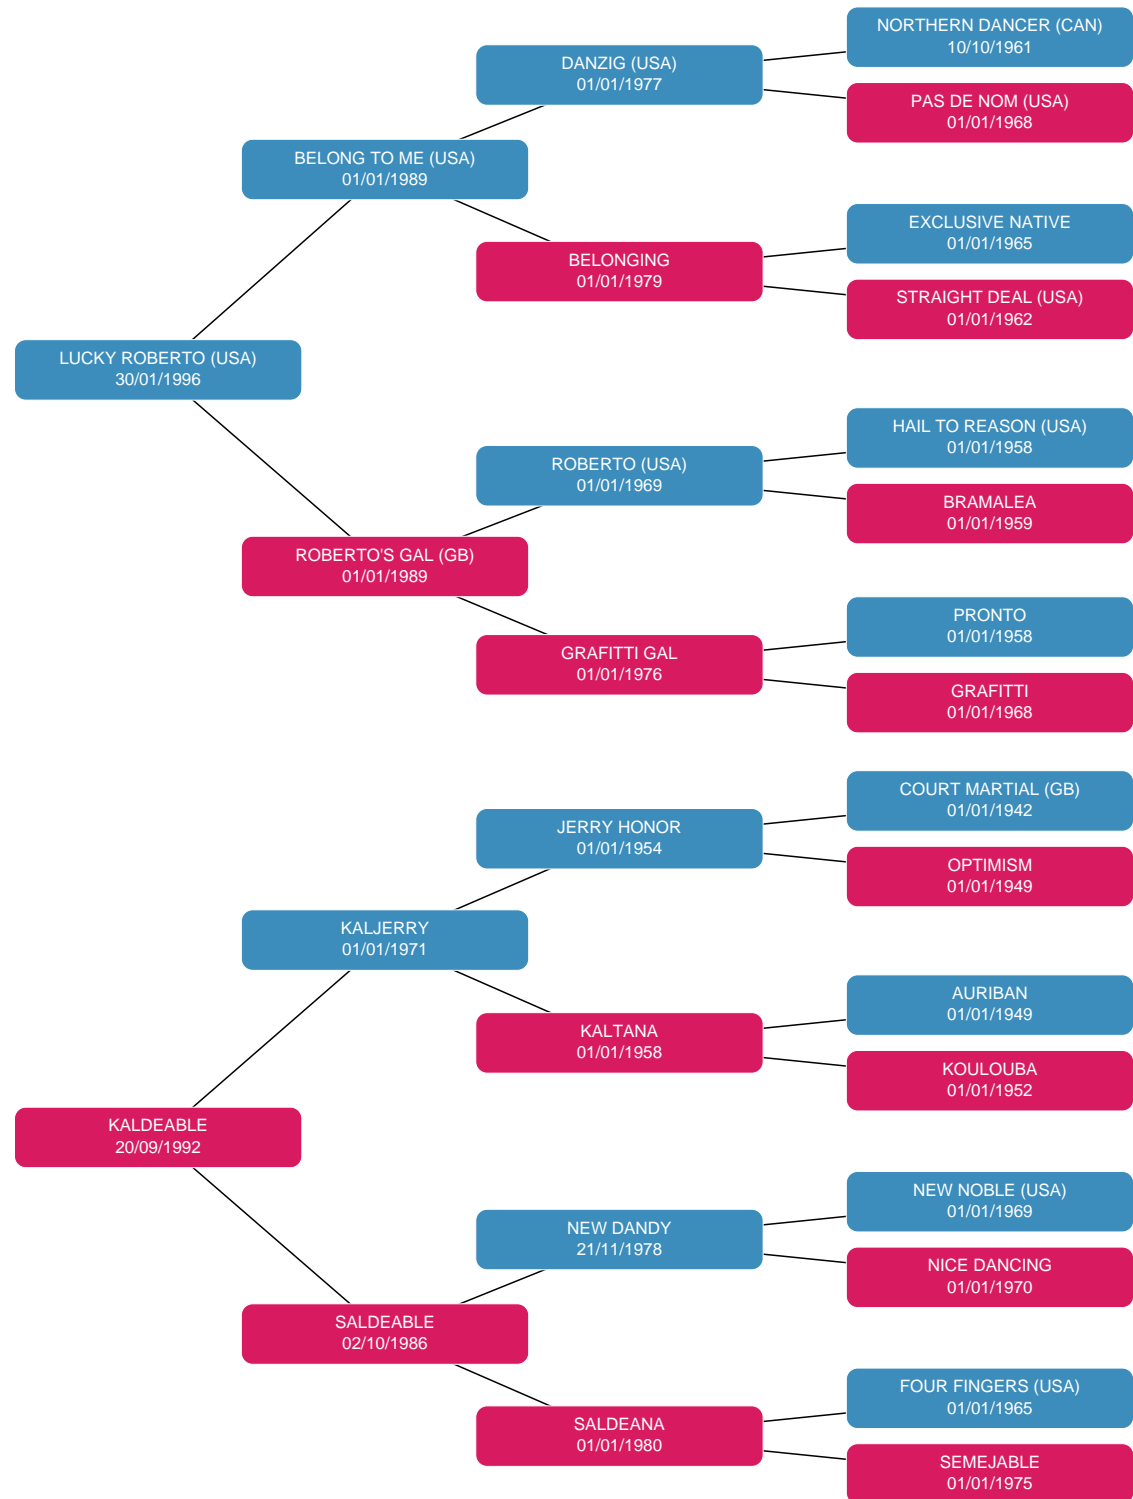 NORTHERN DANCER (CAN)
10/10/1961
DANZIG (USA)
01/01/1977
PAS DE NOM (USA)
01/01/1968
BELONG TO ME (USA)
01/01/1989
EXCLUSIVE NATIVE
01/01/1965
BELONGING
01/01/1979
STRAIGHT DEAL (USA)
01/01/1962
LUCKY ROBERTO (USA)
30/01/1996
HAIL TO REASON (USA)
01/01/1958
ROBERTO (USA)
01/01/1969
BRAMALEA
01/01/1959
ROBERTO'S GAL (GB)
01/01/1989
PRONTO
01/01/1958
GRAFITTI GAL
01/01/1976
GRAFITTI
01/01/1968
COURT MARTIAL (GB)
01/01/1942
JERRY HONOR
01/01/1954
OPTIMISM
01/01/1949
KALJERRY
01/01/1971
AURIBAN
01/01/1949
KALTANA
01/01/1958
KOULOUBA
01/01/1952
KALDEABLE
20/09/1992
NEW NOBLE (USA)
01/01/1969
NEW DANDY
21/11/1978
NICE DANCING
01/01/1970
SALDEABLE
02/10/1986
FOUR FINGERS (USA)
01/01/1965
SALDEANA
01/01/1980
SEMEJABLE
01/01/1975